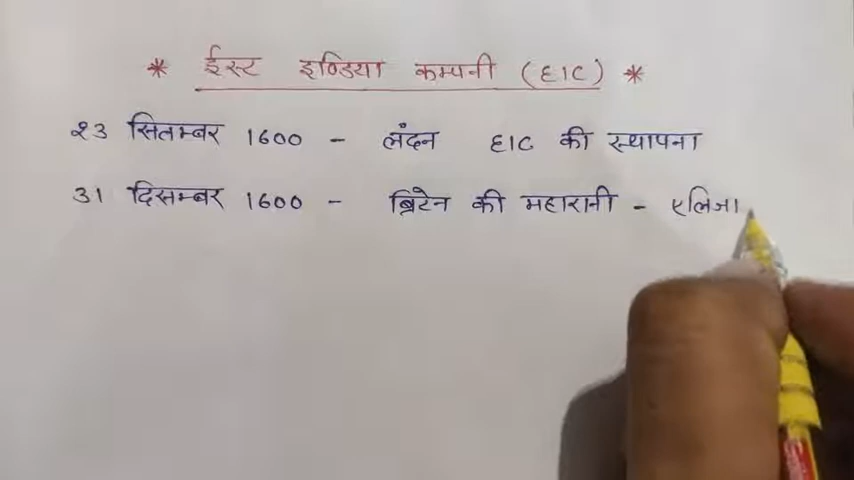 * ईस्ट इण्डिया कम्पनी (EIC) *
23 सितम्बर 1600 - लंदन EIC की स्थापना
31 दिसम्बर 1600 - ब्रिटेन की महारानी - एलिजा